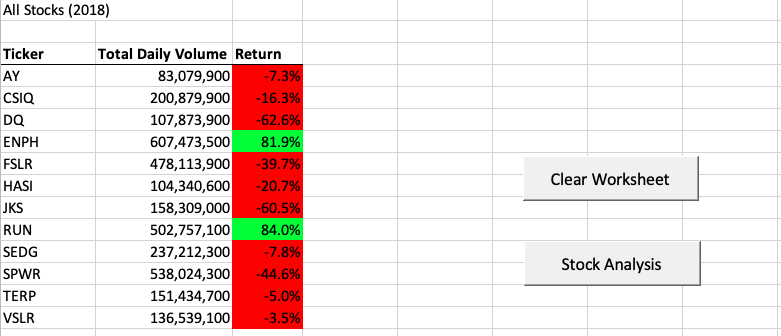 All Stocks (2018)
Ticker Total Daily Volume Return
AY 83,079,900 -7.3%
CSIQ 200,879,900 -16.3%
DQ 107,873,900 -62.6%
ENPH 607,473,500 81.9%
FSLR 478,113,900 -39.7%
HASI 104,340,600 -20.7%
JKS 158,309,000 -60.5%
RUN 502,757,100 84.0%
SEDG 237,212,300 -7.8%
SPWR 538,024,300 -44.6%
TERP 151,434,700 -5.0%
VSLR 136,539,100 -3.5%
Clear Worksheet
Stock Analysis